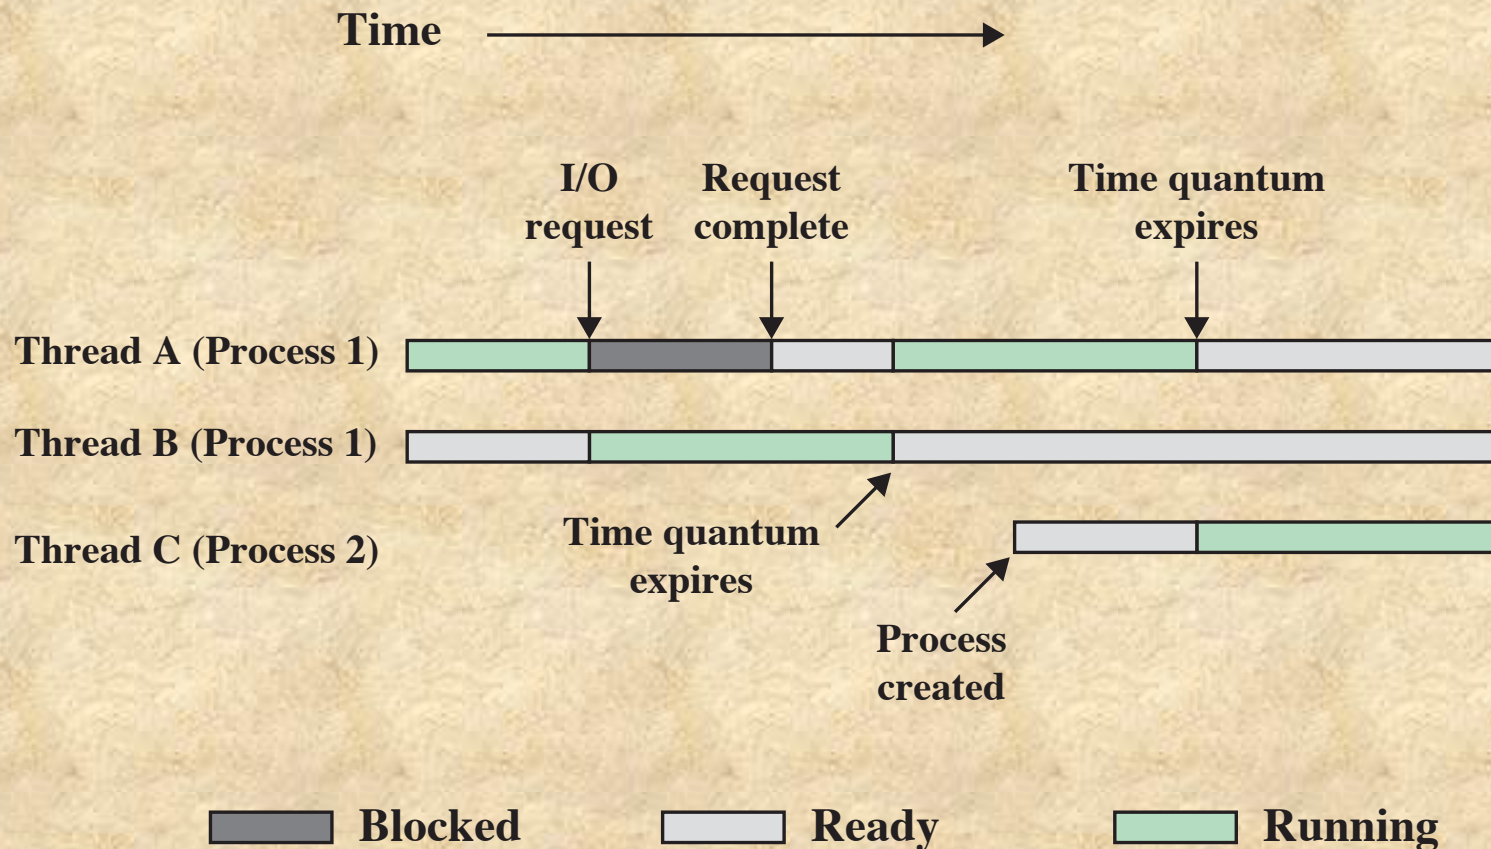 Time
I/O
request
Request
complete
Time quantum
expires
Thread A (Process 1)
Thread B (Process 1)
Time quantum
expires
Thread C (Process 2)
Process
created
Blocked
Ready
Running